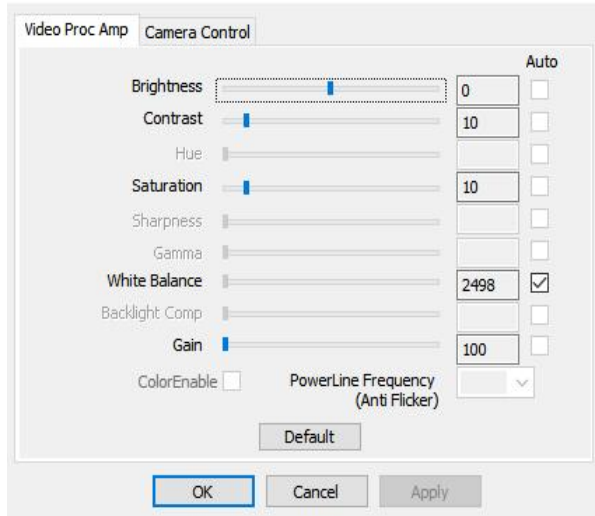 Video Proc Amp Camera Control
Auto
Brightness 0
Contrast 10
Hue
Saturation 10
Sharpness
Gamma
White Balance 2498
Backlight Comp
Gain 100
ColorEnable PowerLine Frequency
(Anti Flicker)
Default
OK Cancel Apply